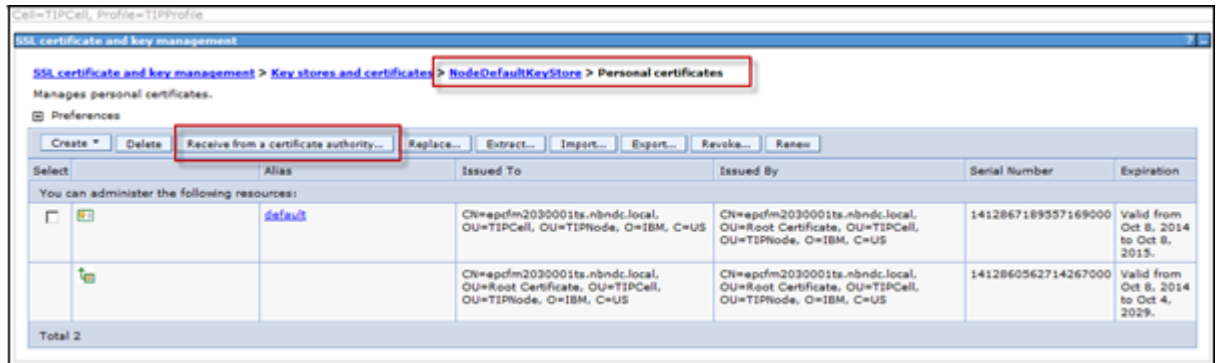 Cell=TIPCell, Profile=TIPProfile
SSL certificate and key management
? -
SSL certificate and key management > Key stores and certificates > NodeDefaultKeyStore > Personal certificates
Manages personal certificates.
Preferences
Create Delete Receive from a certificate authority... Replace... Extract... Import... Export... Revoke... Renew
Select Alias Issued To Issued By Serial Number Expiration
You can administer the following resources:
default CN=epcfm2030001ts.nbndc.local, CN=epcfm2030001ts.nbndc.local, 1412867189557169000 Valid from
OU=TIPCell, OU=TIPNode, O=IBM, C=US OU=Root Certificate, OU=TIPCell, Oct 8, 2014
OU=TIPNode, O=IBM, C=US to Oct 8,
2015.
CN=epcfm2030001ts.nbndc.local, CN=epcfm2030001ts.nbndc.local, 1412860562714267000 Valid from
OU=Root Certificate, OU=TIPCell, OU=Root Certificate, OU=TIPCell, Oct 8, 2014
OU=TIPNode, O=IBM, C=US OU=TIPNode, O=IBM, C=US to Oct 4,
2029.
Total 2